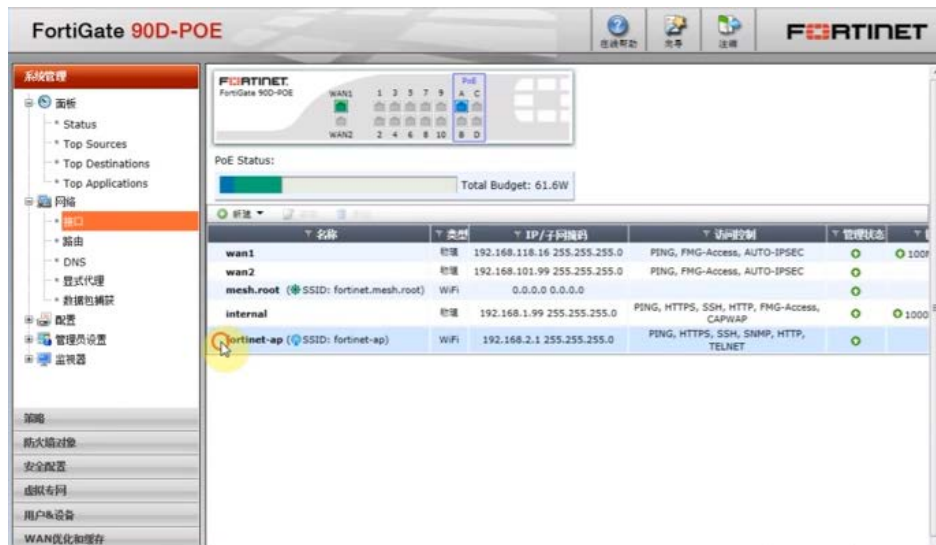 FortiGate 90D-POE
在线帮助
向导
注销
FORTINET
系统管理
面板
Status
Top Sources
Top Destinations
Top Applications
网络
接口
路由
DNS
显式代理
数据包捕获
配置
管理员设置
监视器
策略
防火墙对象
安全配置
虚拟专网
用户&设备
WAN优化和缓存
FORTINET
FortiGate 90D-POE
PoE
WAN1 1 3 5 7 9 A C
WAN2 2 4 6 8 10 B D
PoE Status:
Total Budget: 61.6W
新建
名称 类型 IP/子网掩码 访问控制 管理状态
wan1 物理 192.168.118.16 255.255.255.0 PING, FMG-Access, AUTO-IPSEC 100
wan2 物理 192.168.101.99 255.255.255.0 PING, FMG-Access, AUTO-IPSEC
mesh.root (SSID: fortinet.mesh.root) WiFi 0.0.0.0 0.0.0.0
internal 物理 192.168.1.99 255.255.255.0 PING, HTTPS, SSH, HTTP, FMG-Access, 1000
CAPWAP
fortinet-ap (SSID: fortinet-ap) WiFi 192.168.2.1 255.255.255.0 PING, HTTPS, SSH, SNMP, HTTP,
TELNET